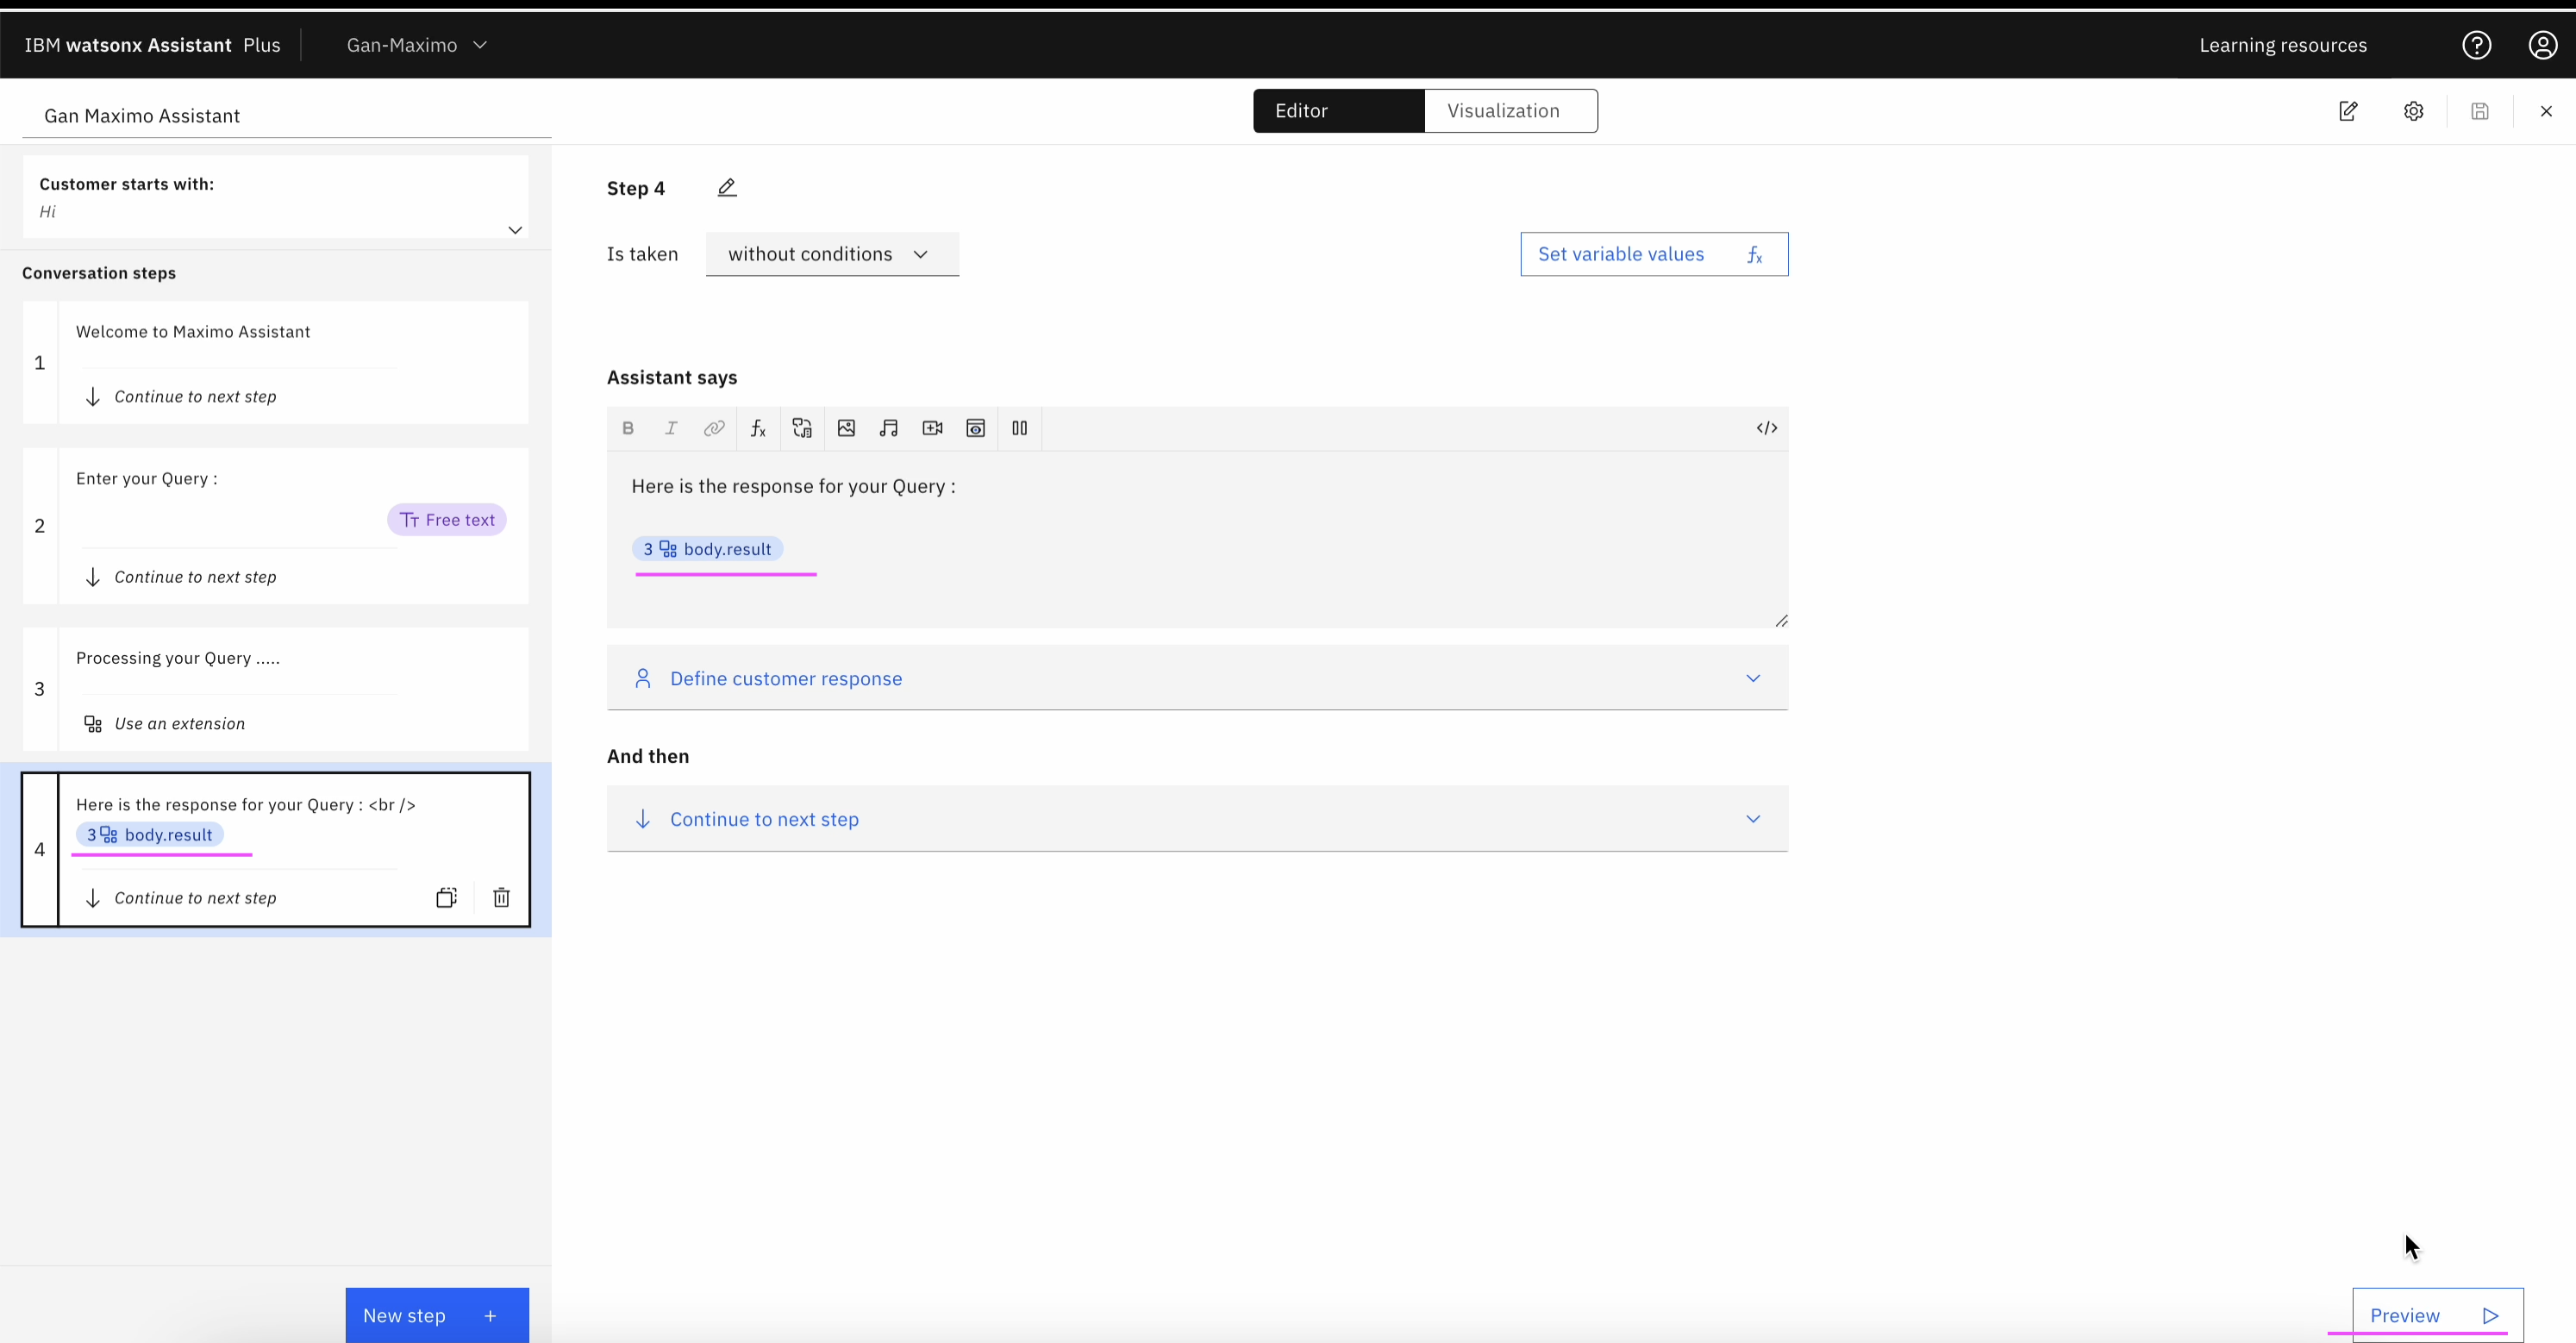 IBM watsonx Assistant Plus
Gan-Maximo
Learning resources
Gan Maximo Assistant
Editor
Visualization
Customer starts with:
Hi
Conversation steps
1
Welcome to Maximo Assistant
Continue to next step
2
Enter your Query :
Free text
Continue to next step
3
Processing your Query .....
Use an extension
4
Here is the response for your Query : <br />
3 body.result
Continue to next step
New step +
Step 4
Is taken
without conditions
Set variable values fx
Assistant says
B I fx </>
Here is the response for your Query :
3 body.result
Define customer response
And then
Continue to next step
Preview